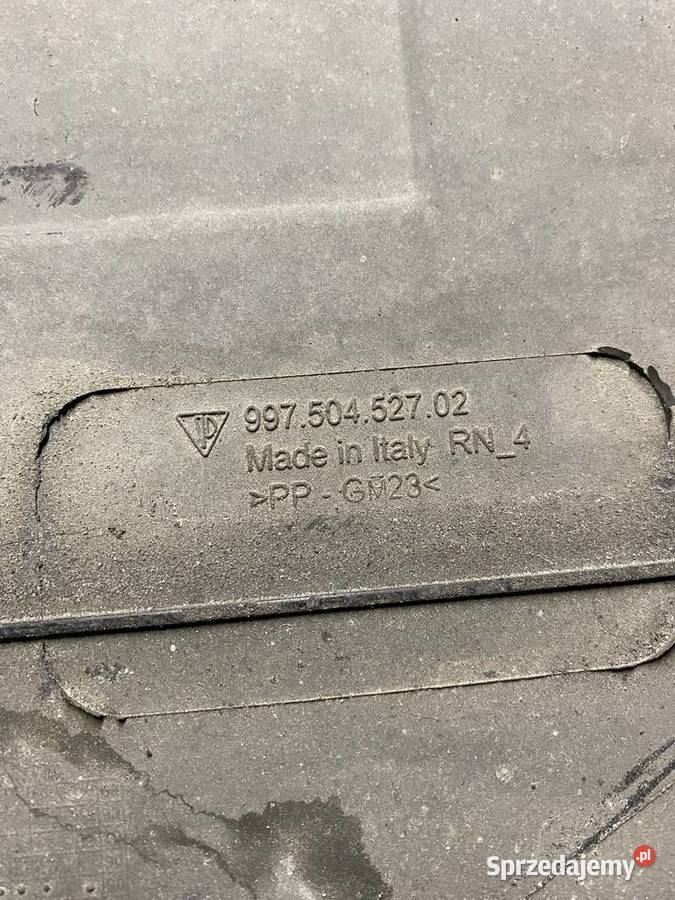 997.504.527.02
Made in Italy RN_4
>PP - GM23<
Sprzedajemy.pl